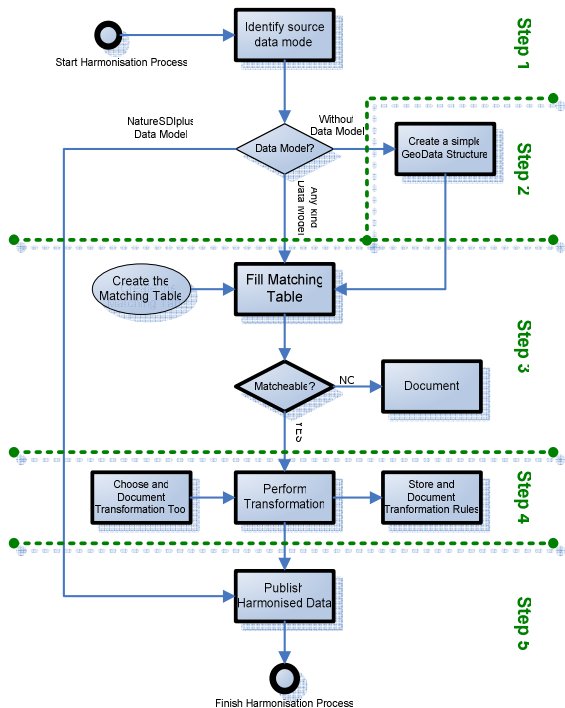 Identify source
data mode
Step 1
Start Harmonisation Process
NatureSDIplus
Data Model
Without
Data Model
Data Model?
Create a simple
GeoData Structure
Step 2
Any kind
Data Model
Create the
Matching Table
Fill Matching
Table
Step 3
Matcheable?
NC
Document
YES
Choose and
Document
Transformation Too
Perform
Transformation
Store and
Document
Tranformation Rules
Step 4
Publish
Harmonised Data
Step 5
Finish Harmonisation Process